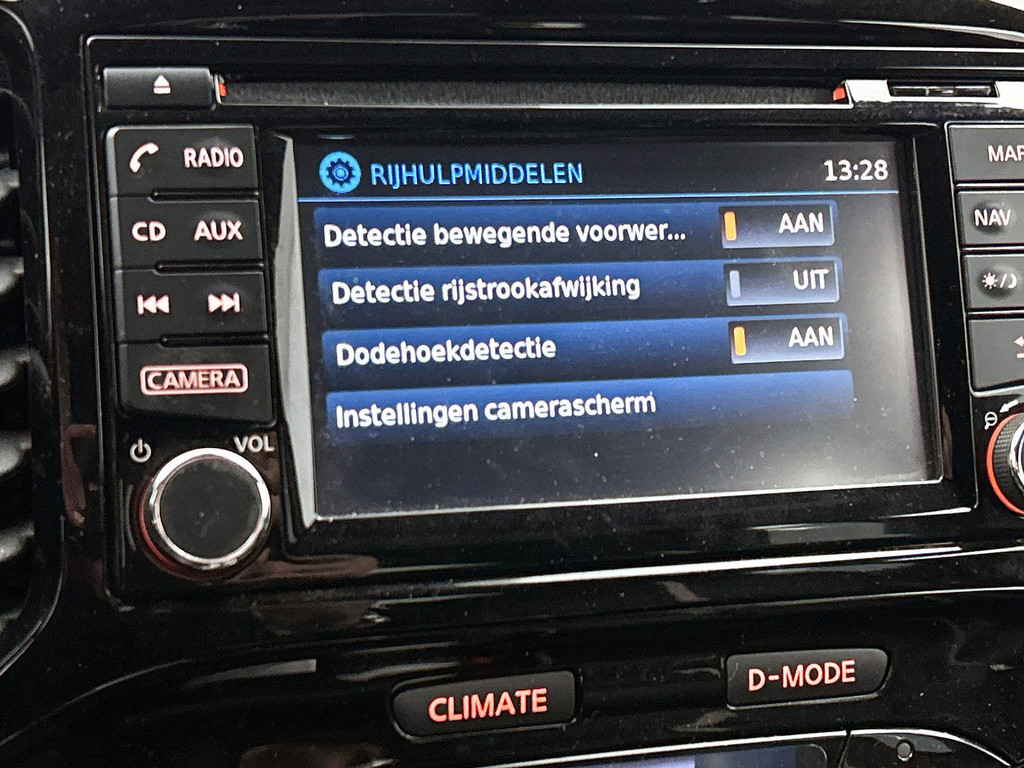 RADIO
CD AUX
CAMERA
VOL
RIJHULPMIDDELEN 13:28
Detectie bewegende voorwer... AAN
Detectie rijstrookafwijking UIT
Dodehoekdetectie AAN
Instellingen camerascherm
MAP
NAV
CLIMATE D-MODE